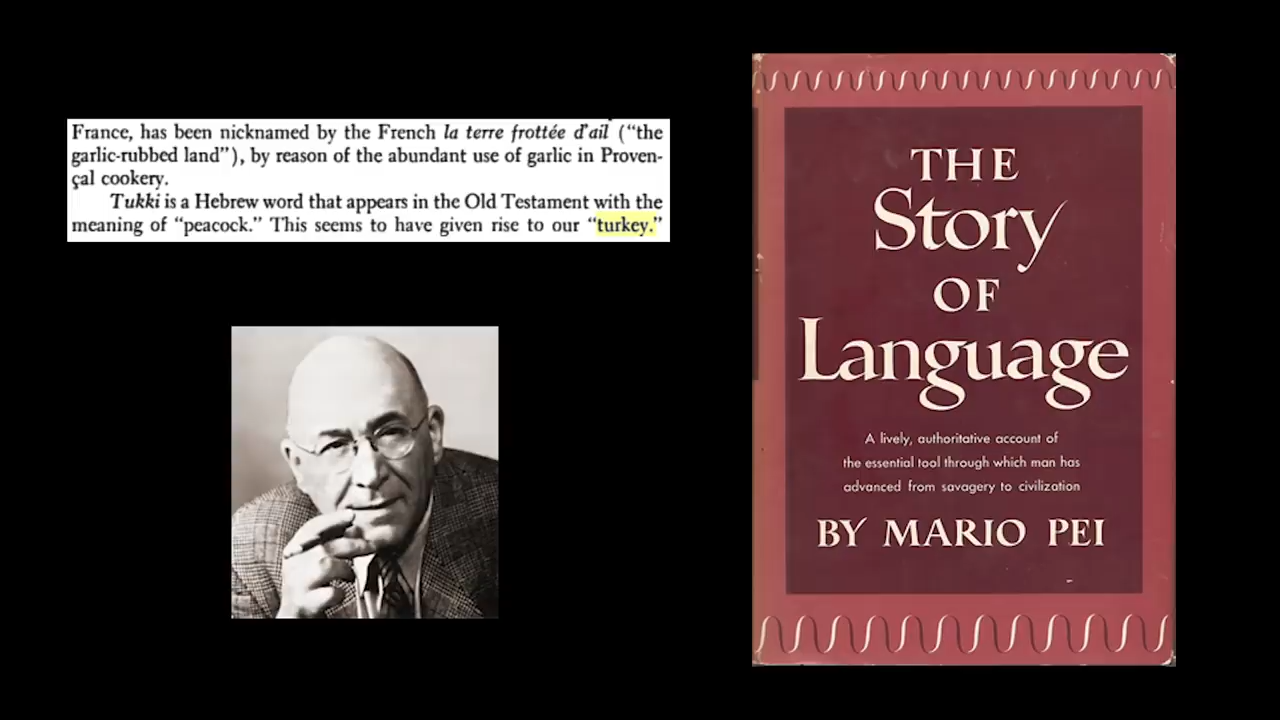 France, has been nicknamed by the French la terre frottée d'ail (“the
garlic-rubbed land”), by reason of the abundant use of garlic in Proven-
çal cookery.
Tukki is a Hebrew word that appears in the Old Testament with the
meaning of “peacock.” This seems to have given rise to our “turkey.”
THE
Story
OF
Language
A lively, authoritative account of
the essential tool through which man has
advanced from savagery to civilization
BY MARIO PEI